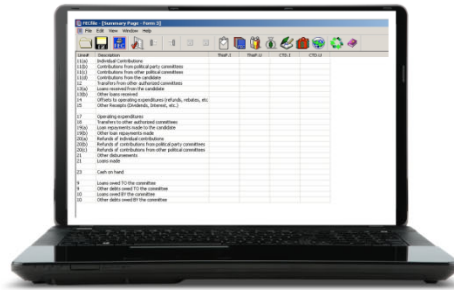 FECfile - [Summary Page - Form 3]
File Edit View Window Help
Line# Description ThisP-I ThisP-II CTD-I CTD-II
11(a) Individual Contributions
11(b) Contributions from political party committees
11(c) Contributions from other political committees
11(d) Contributions from the candidate
12 Transfers from other authorized committees
13(a) Loans received from the candidate
13(b) Other loans received
14 Offsets to operating expenditures (refunds, rebates, etc.
15 Other Receipts (Dividends, Interest, etc.)
17 Operating expenditures
18 Transfers to other authorized committees
19(a) Loan repayments made to the candidate
19(b) Other loan repayments made
20(a) Refunds of individual contributions
20(b) Refunds of contributions from political party committees
20(c) Refunds of contributions from other political committees
21 Other disbursements
21 Loans made
23 Cash on hand
9 Loans owed TO the committee
9 Other debts owed TO the committee
10 Loans owed BY the committee
10 Other debts owed BY the committee